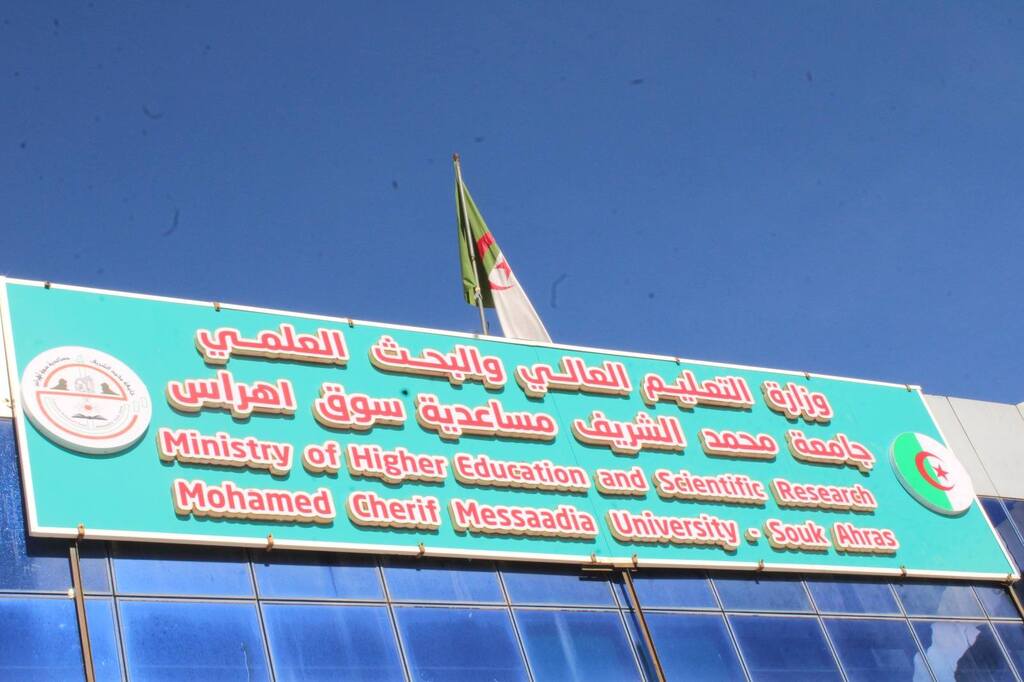 وزارة التعليم العالي والبحث العلمي
جامعة محمد الشريف مساعدية سوق اهراس
Ministry of Higher Education and Scientific Research
Mohamed Cherif Messaadia University - Souk Ahras